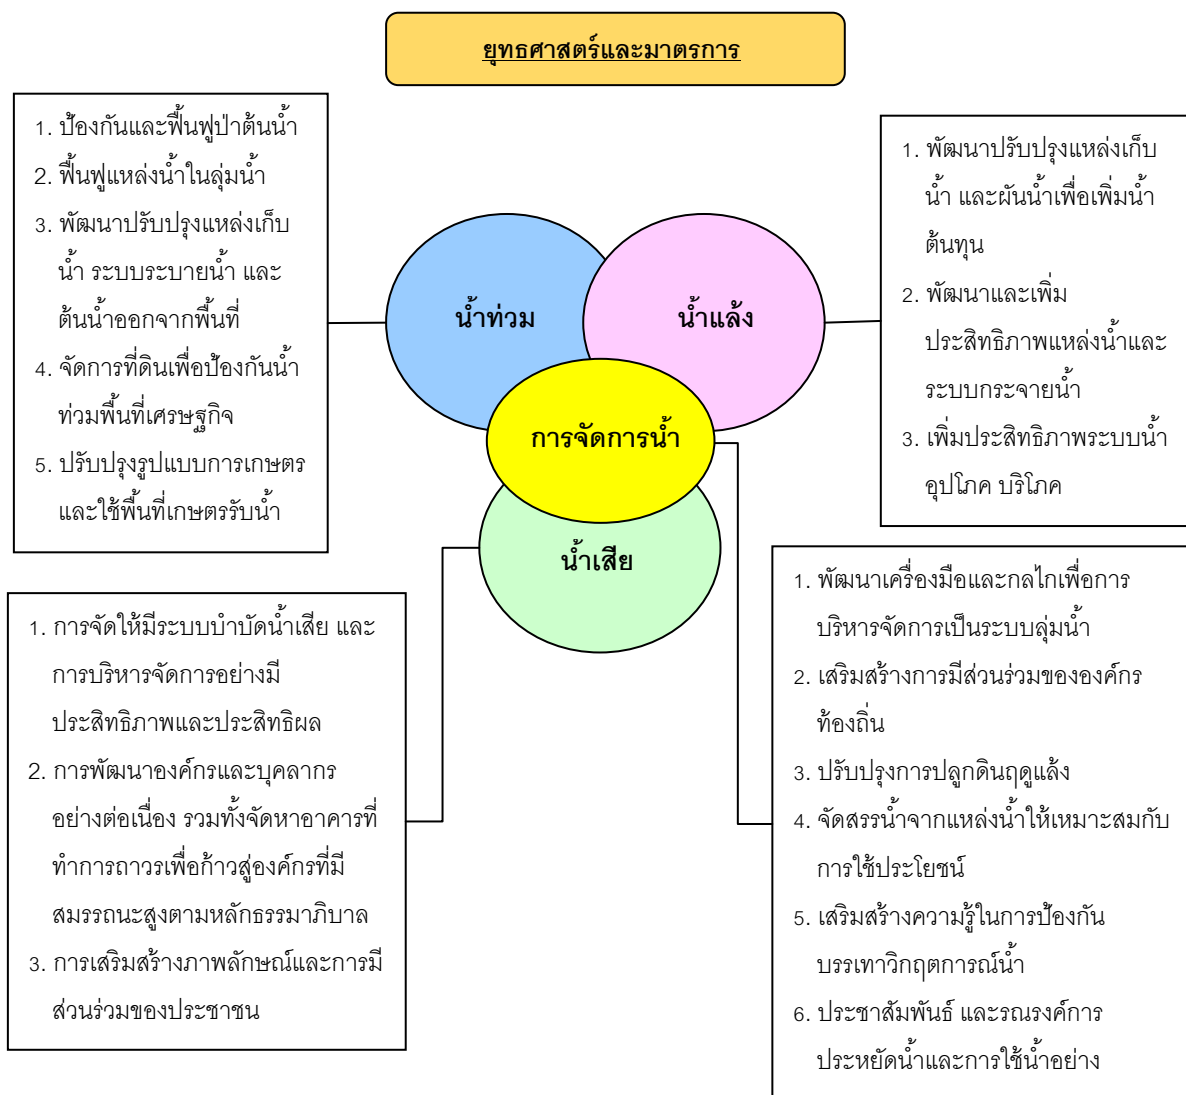 ยุทธศาสตร์และมาตรการ
1. ป้องกันและฟื้นฟูป่าต้นน้ำ
2. ฟื้นฟูแหล่งน้ำในลุ่มน้ำ
3. พัฒนาปรับปรุงแหล่งเก็บ
น้ำ ระบบระบายน้ำ และ
ต้นน้ำออกจากพื้นที่
4. จัดการที่ดินเพื่อป้องกันน้ำ
ท่วมพื้นที่เศรษฐกิจ
5. ปรับปรุงรูปแบบการเกษตร
และใช้พื้นที่เกษตรรับน้ำ
1. พัฒนาปรับปรุงแหล่งเก็บ
น้ำ และผันน้ำเพื่อเพิ่มน้ำ
ต้นทุน
2. พัฒนาและเพิ่ม
ประสิทธิภาพแหล่งน้ำและ
ระบบกระจายน้ำ
3. เพิ่มประสิทธิภาพระบบน้ำ
อุปโภค บริโภค
น้ำท่วม
น้ำแล้ง
การจัดการน้ำ
น้ำเสีย
1. การจัดให้มีระบบบำบัดน้ำเสีย และ
การบริหารจัดการอย่างมี
ประสิทธิภาพและประสิทธิผล
2. การพัฒนาองค์กรและบุคลากร
อย่างต่อเนื่อง รวมทั้งจัดหาอาคารที่
ทำการถาวรเพื่อก้าวสู่องค์กรที่มี
สมรรถนะสูงตามหลักธรรมาภิบาล
3. การเสริมสร้างภาพลักษณ์และการมี
ส่วนร่วมของประชาชน
1. พัฒนาเครื่องมือและกลไกเพื่อการ
บริหารจัดการเป็นระบบลุ่มน้ำ
2. เสริมสร้างการมีส่วนร่วมขององค์กร
ท้องถิ่น
3. ปรับปรุงการปลูกดินฤดูแล้ง
4. จัดสรรน้ำจากแหล่งน้ำให้เหมาะสมกับ
การใช้ประโยชน์
5. เสริมสร้างความรู้ในการป้องกัน
บรรเทาวิกฤตการณ์น้ำ
6. ประชาสัมพันธ์ และรณรงค์การ
ประหยัดน้ำและการใช้น้ำอย่าง